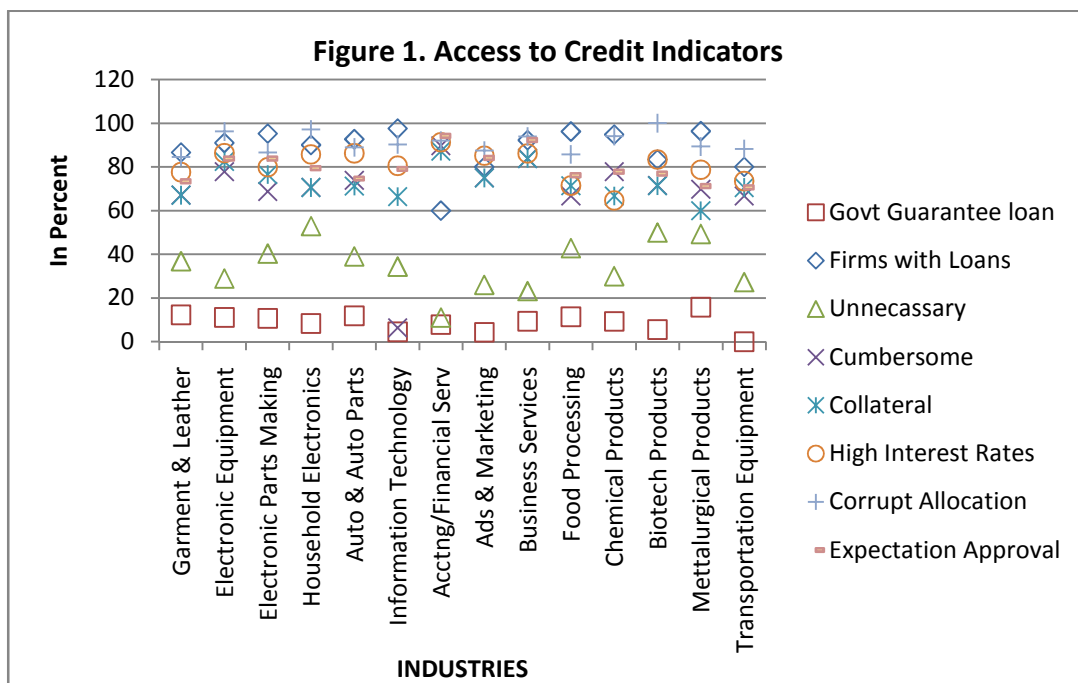 Figure 1. Access to Credit Indicators
In Percent
120
100
80
60
40
20
0
Garment & Leather
Electronic Equipment
Electronic Parts Making
Household Electronics
Auto & Auto Parts
Information Technology
Acctng/Financial Serv
Ads & Marketing
Business Services
Food Processing
Chemical Products
Biotech Products
Mettalurgical Products
Transportation Equipment
INDUSTRIES
Govt Guarantee loan
Firms with Loans
Unnecassary
Cumbersome
Collateral
High Interest Rates
Corrupt Allocation
Expectation Approval